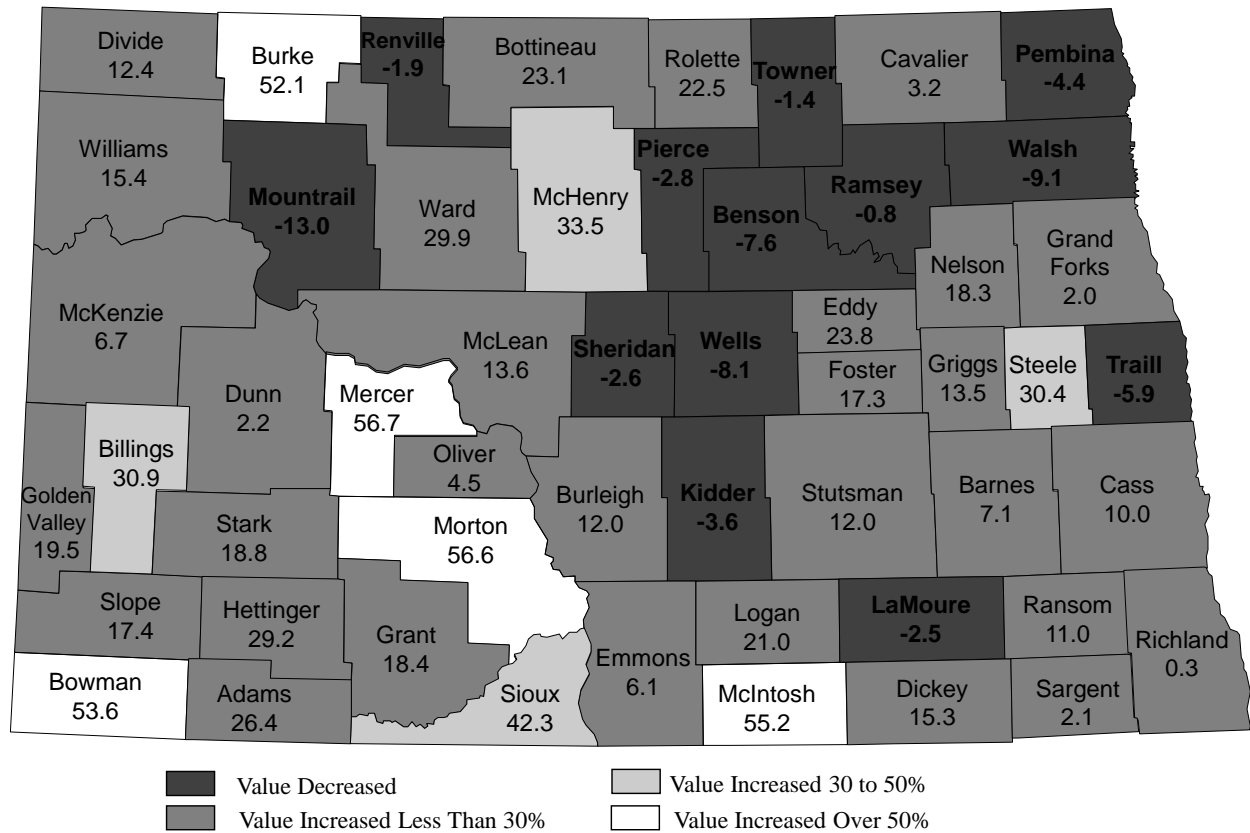 Divide
12.4
Burke
52.1
Renville
-1.9
Bottineau
23.1
Rolette
22.5
Towner
-1.4
Cavalier
3.2
Pembina
-4.4
Williams
15.4
Mountrail
-13.0
Ward
29.9
McHenry
33.5
Pierce
-2.8
Benson
-7.6
Ramsey
-0.8
Walsh
-9.1
Nelson
18.3
Grand
Forks
2.0
McKenzie
6.7
Dunn
2.2
McLean
13.6
Mercer
56.7
Oliver
4.5
Sheridan
-2.6
Wells
-8.1
Eddy
23.8
Foster
17.3
Griggs
13.5
Steele
30.4
Traill
-5.9
Golden
Valley
19.5
Billings
30.9
Stark
18.8
Morton
56.6
Burleigh
12.0
Kidder
-3.6
Stutsman
12.0
Barnes
7.1
Cass
10.0
Slope
17.4
Hettinger
29.2
Grant
18.4
Bowman
53.6
Adams
26.4
Sioux
42.3
Emmons
6.1
Logan
21.0
LaMoure
-2.5
Ransom
11.0
Richland
0.3
McIntosh
55.2
Dickey
15.3
Sargent
2.1
Value Decreased
Value Increased Less Than 30%
Value Increased 30 to 50%
Value Increased Over 50%